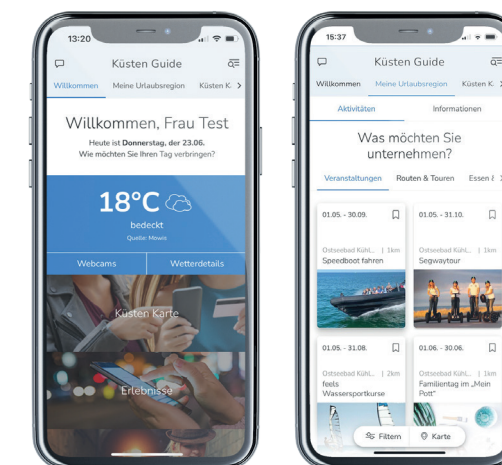 13:20
Küsten Guide
Willkommen
Meine Urlaubsregion
Küsten K.
Willkommen, Frau Test
Heute ist Donnerstag, der 23.06.
Wie möchten Sie Ihren Tag verbringen?
18°C
bedeckt
Quelle: Mowis
Webcams
Wetterdetails
Küsten Karte
Erlebnisse
15:37
Küsten Guide
Willkommen
Meine Urlaubsregion
Küsten K
Aktivitäten
Informationen
Was möchten Sie
unternehmen?
Veranstaltungen
Routen & Touren
Essen &
01.05. - 30.09.
Ostseebad Kühl... | 1km
Speedboot fahren
01.05. - 31.10.
Ostseebad Kühl... | 1km
Segwaytour
01.05. - 31.08.
Ostseebad Kühl... | 2km
feels
Wassersportkurse
01.06. - 30.06.
Ostseebad Kühl... | 1km
Familientag im „Mein
Pott"
Filtern
Karte